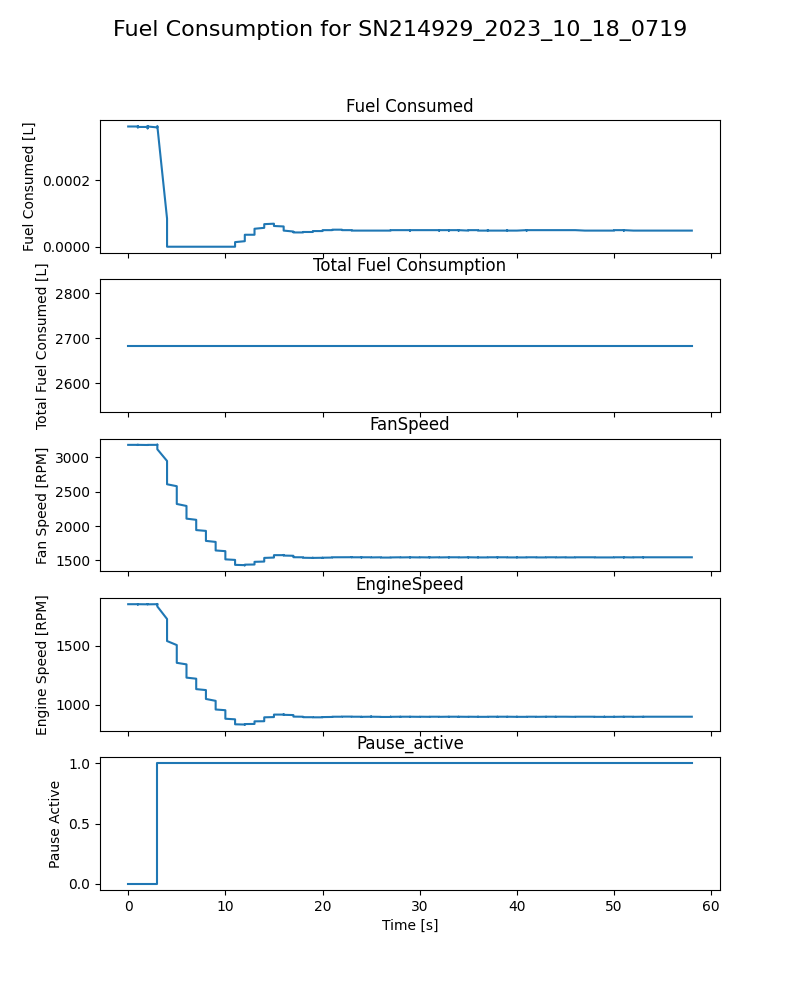 Fuel Consumption for SN214929_2023_10_18_0719
Fuel Consumed
Fuel Consumed [L]
0.0002
0.0000
Total Fuel Consumption
Total Fuel Consumed [L]
2800
2700
2600
FanSpeed
Fan Speed [RPM]
3000
2500
2000
1500
EngineSpeed
Engine Speed [RPM]
1500
1000
Pause_active
Pause Active
1.0
0.5
0.0
0 10 20 30 40 50 60
Time [s]